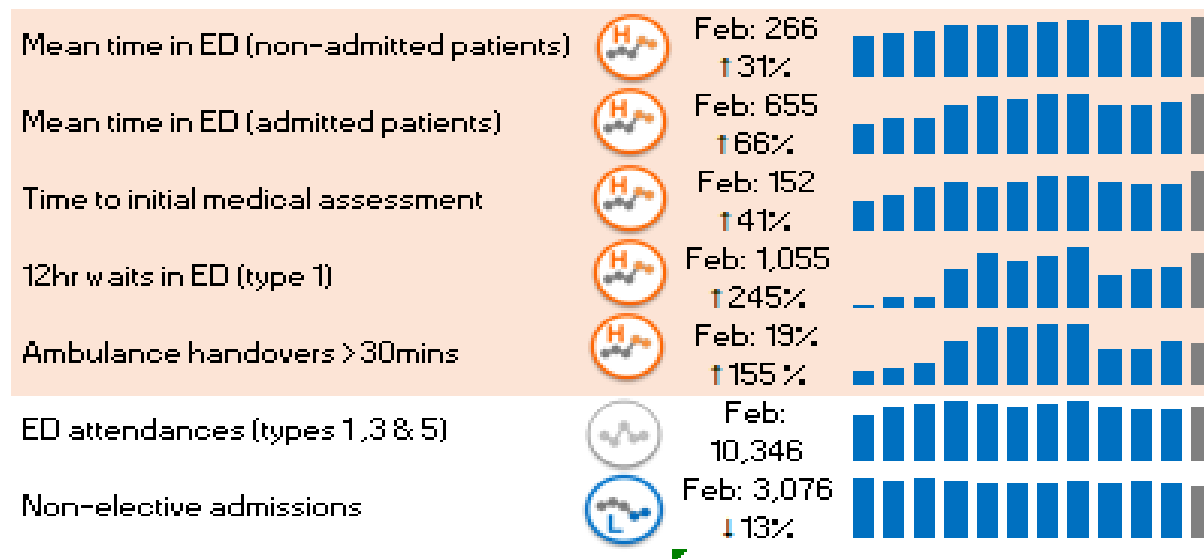 Mean time in ED (non-admitted patients) H Feb: 266
↑31%
Mean time in ED (admitted patients) H Feb: 655
↑66%
Time to initial medical assessment H Feb: 152
↑41%
12hr waits in ED (type 1) H Feb: 1,055
↑245%
Ambulance handovers >30mins H Feb: 19%
↑155%
ED attendances (types 1,3 & 5) Feb:
10,346
Non-elective admissions L Feb: 3,076
↓13%